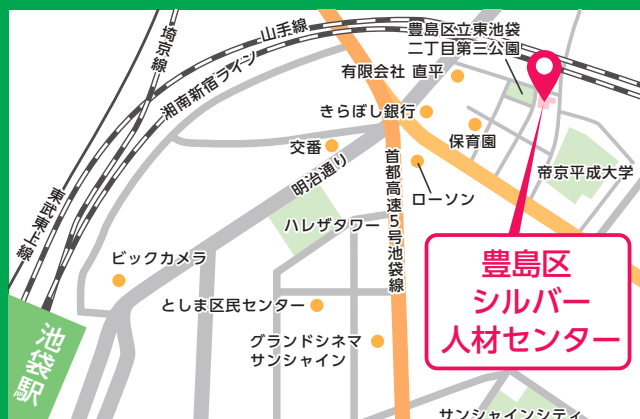 埼京線
山手線
湘南新宿ライン
豊島区立東池袋
二丁目第三公園
有限会社 直平
きらぼし銀行
保育園
交番
明治通り
ローソン
帝京平成大学
首都高速5号池袋線
東武東上線
ハレザタワー
ビックカメラ
としま区民センター
グランドシネマ
サンシャイン
池袋駅
豊島区
シルバー
人材センター
サンシャインシティ